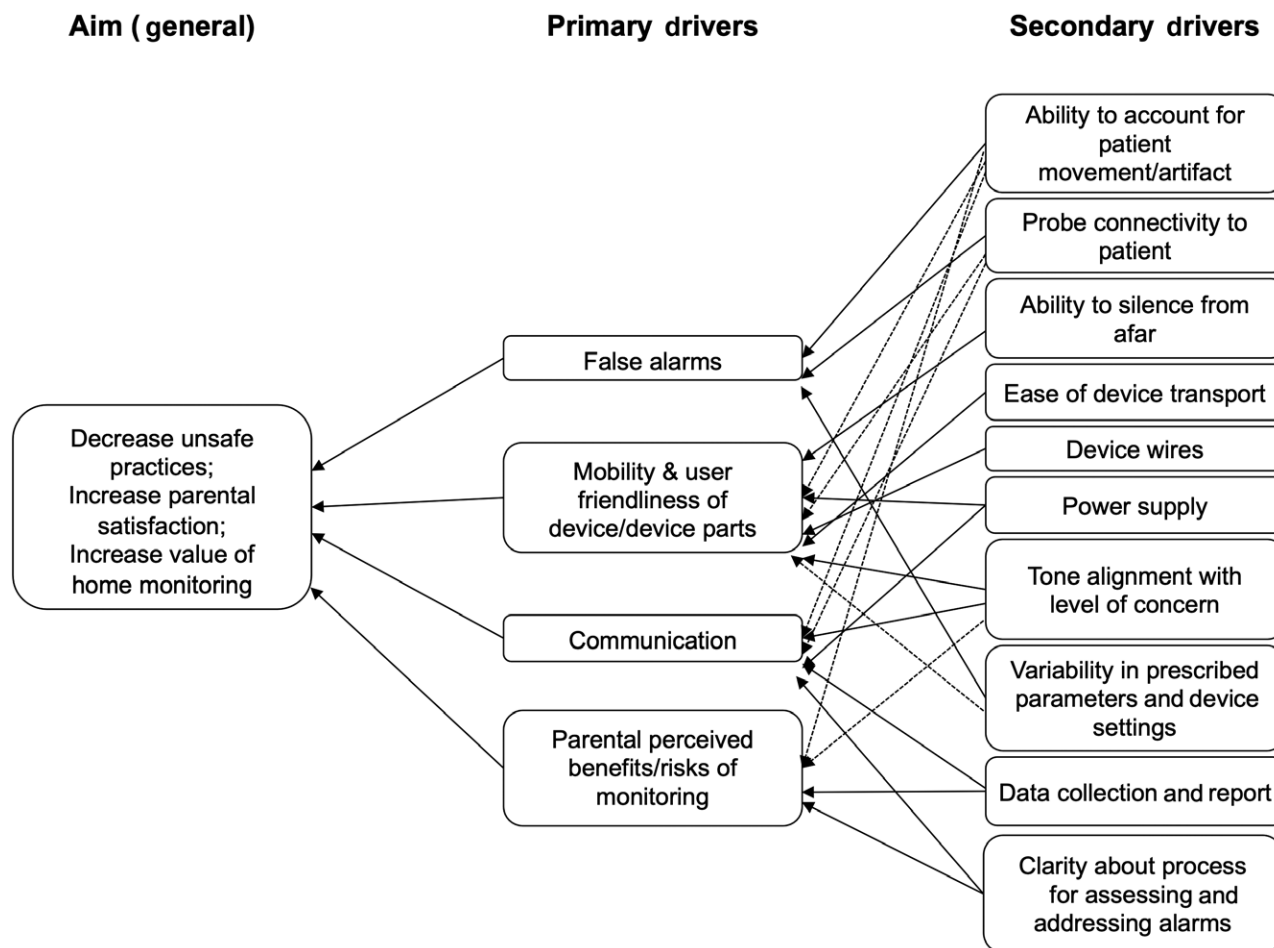 Aim ( general)
Primary drivers
Secondary drivers
Decrease unsafe
practices;
Increase parental
satisfaction;
Increase value of
home monitoring
False alarms
Mobility & user
friendliness of
device/device parts
Communication
Parental perceived
benefits/risks of
monitoring
Ability to account for
patient
movement/artifact
Probe connectivity to
patient
Ability to silence from
afar
Ease of device transport
Device wires
Power supply
Tone alignment with
level of concern
Variability in prescribed
parameters and device
settings
Data collection and report
Clarity about process
for assessing and
addressing alarms